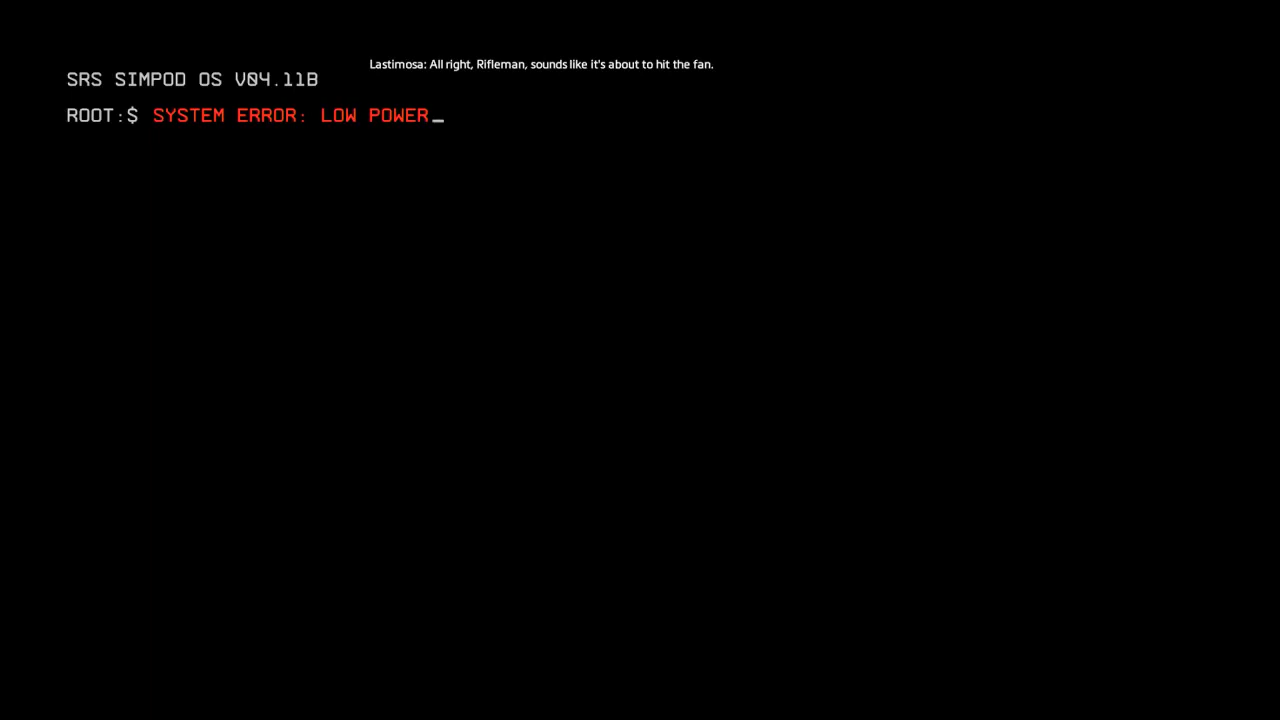 Lastimosa: All right, Rifleman, sounds like it's about to hit the fan.
SRS SIMPOD OS V04.11B
ROOT:$ SYSTEM ERROR: LOW POWER_